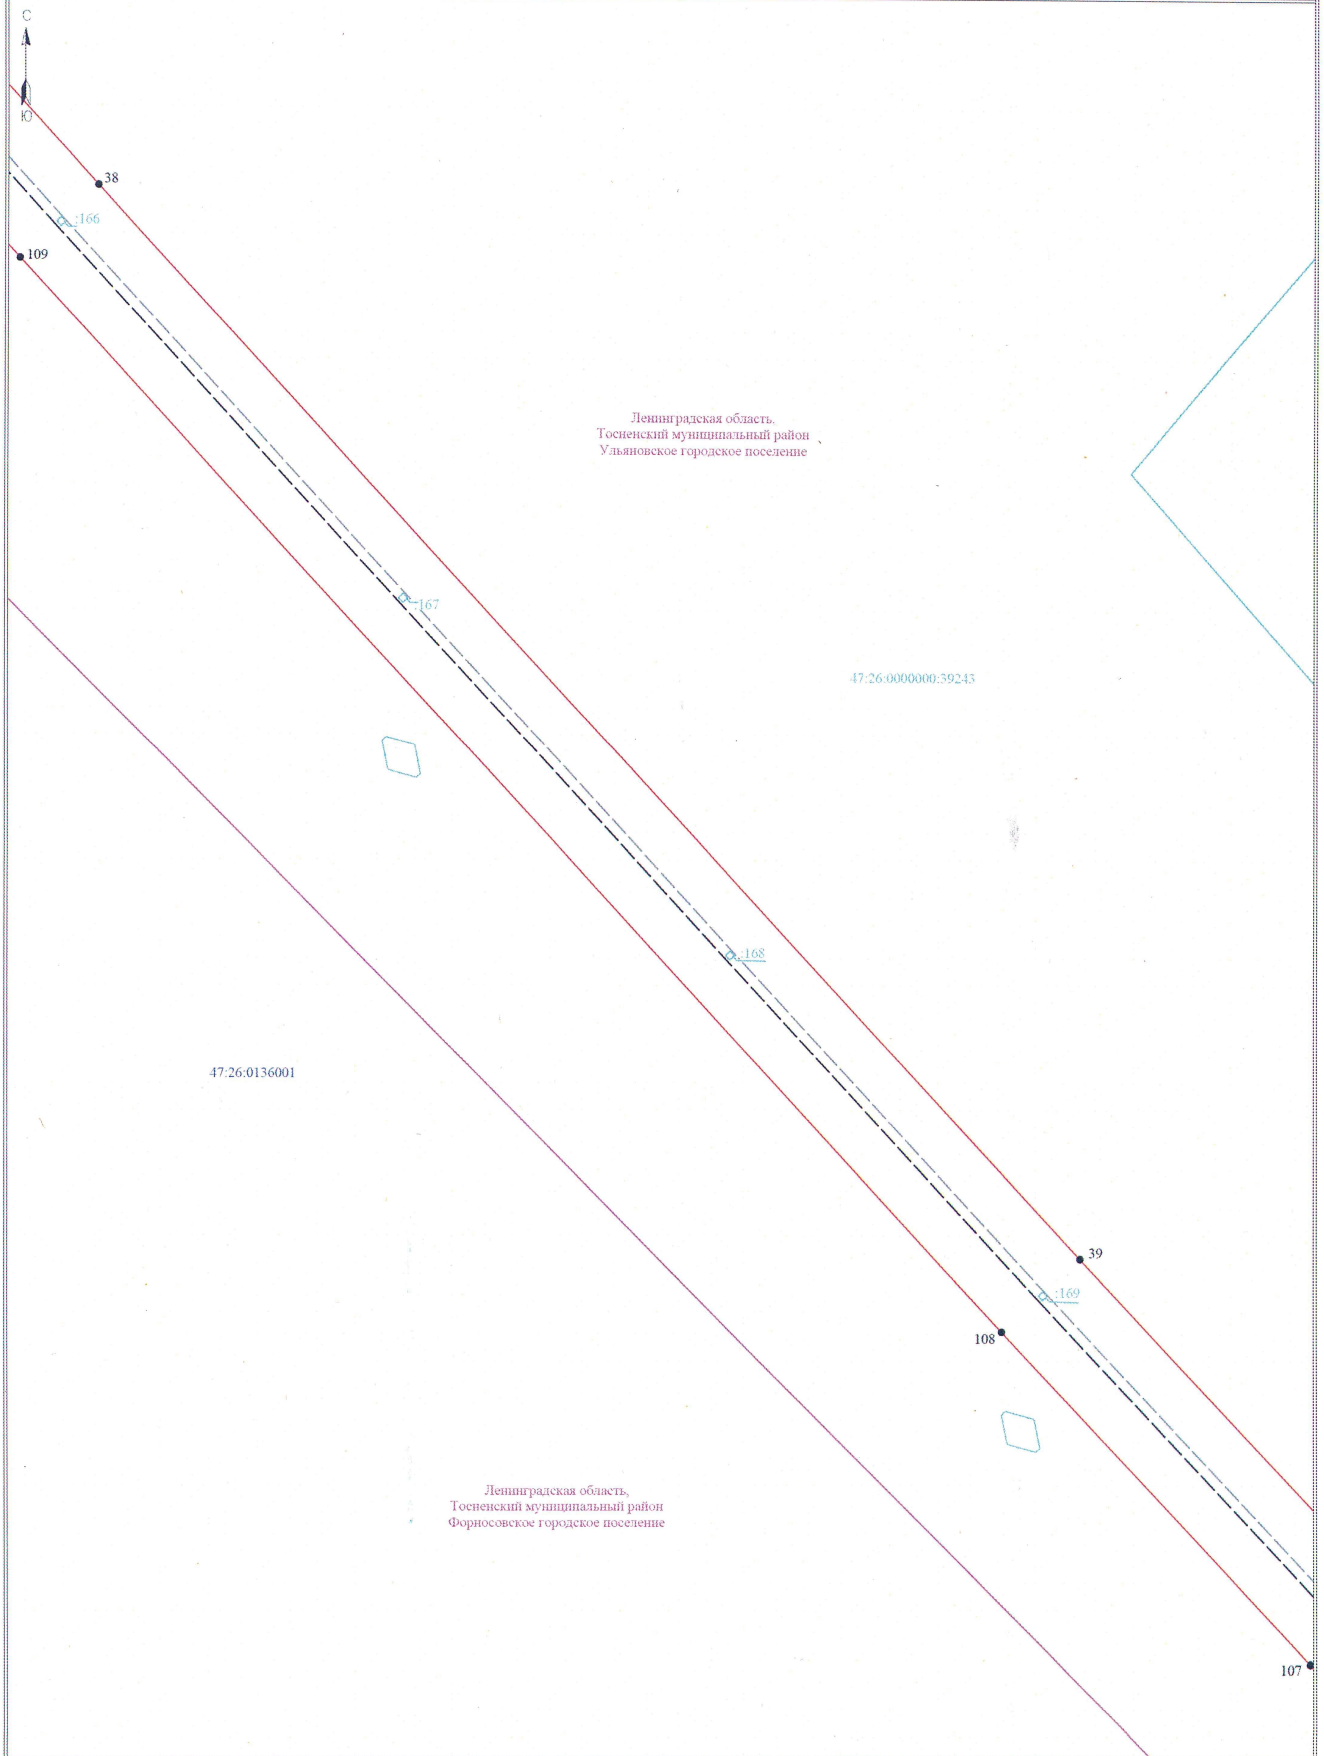 С
Ю
38
:166
109
Ленинградская область,
Тосненский муниципальный район
Ульяновское городское поселение
:167
47:26:0000000:39243
:168
47:26:0136001
39
:169
108
Ленинградская область,
Тосненский муниципальный район
Форносовское городское поселение
107